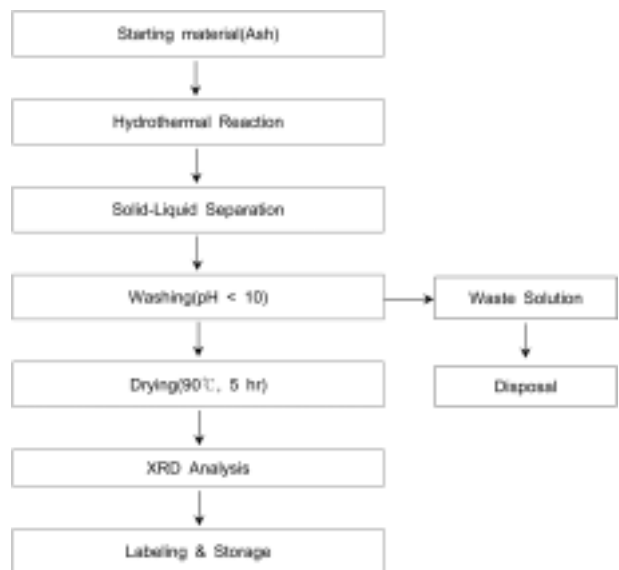 Starting material(Ash)
Hydrothermal Reaction
Solid-Liquid Separation
Washing(pH < 10)
Waste Solution
Drying(90℃, 5 hr)
Disposal
XRD Analysis
Labeling & Storage